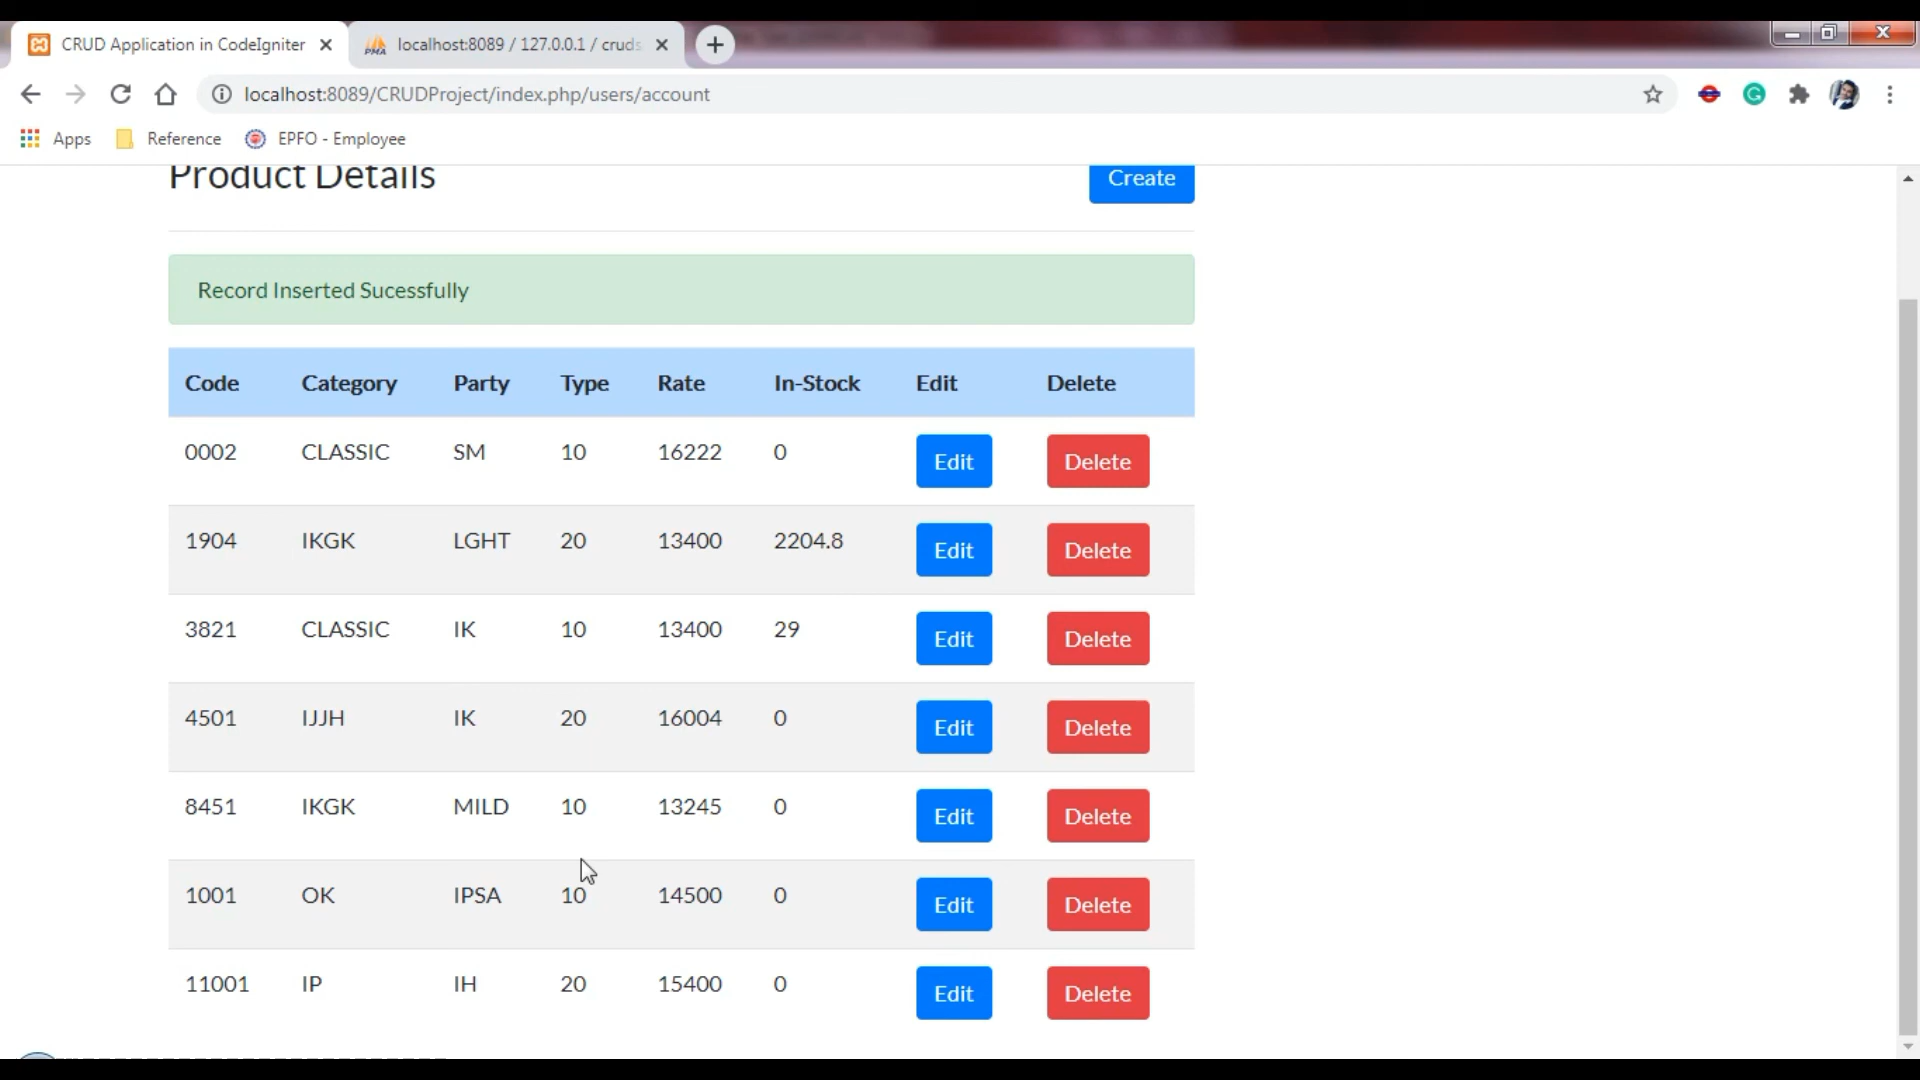 CRUD Application in CodeIgniter
localhost:8089 / 127.0.0.1 / cruds
localhost:8089/CRUDProject/index.php/users/account
Apps Reference EPFO - Employee
Product Details Create
Record Inserted Sucessfully
Code Category Party Type Rate In-Stock Edit Delete
0002 CLASSIC SM 10 16222 0 Edit Delete
1904 IKGK LGHT 20 13400 2204.8 Edit Delete
3821 CLASSIC IK 10 13400 29 Edit Delete
4501 IJJH IK 20 16004 0 Edit Delete
8451 IKGK MILD 10 13245 0 Edit Delete
1001 OK IPSA 10 14500 0 Edit Delete
11001 IP IH 20 15400 0 Edit Delete